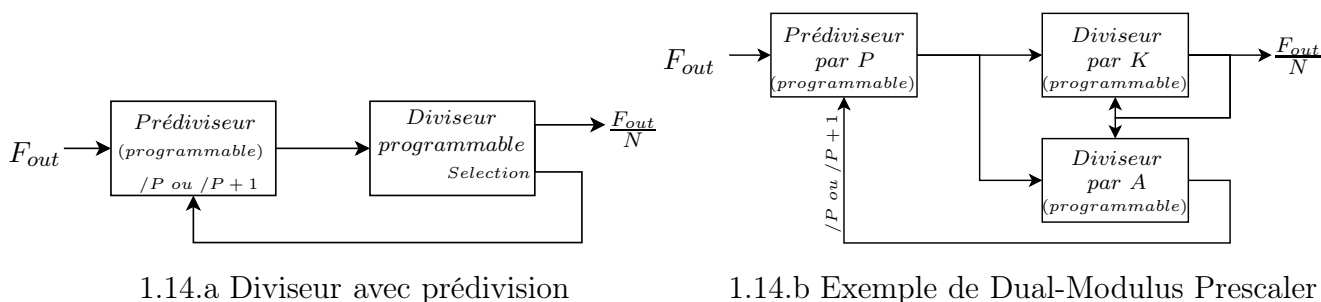 F_out
Prédiviseur
(programmable)
/P ou /P + 1
Diviseur
programmable
Selection
F_out/N
1.14.a Diviseur avec prédivision
F_out
Prédiviseur
par P
(programmable)
/P ou /P + 1
Diviseur
par K
(programmable)
F_out/N
Diviseur
par A
(programmable)
1.14.b Exemple de Dual-Modulus Prescaler